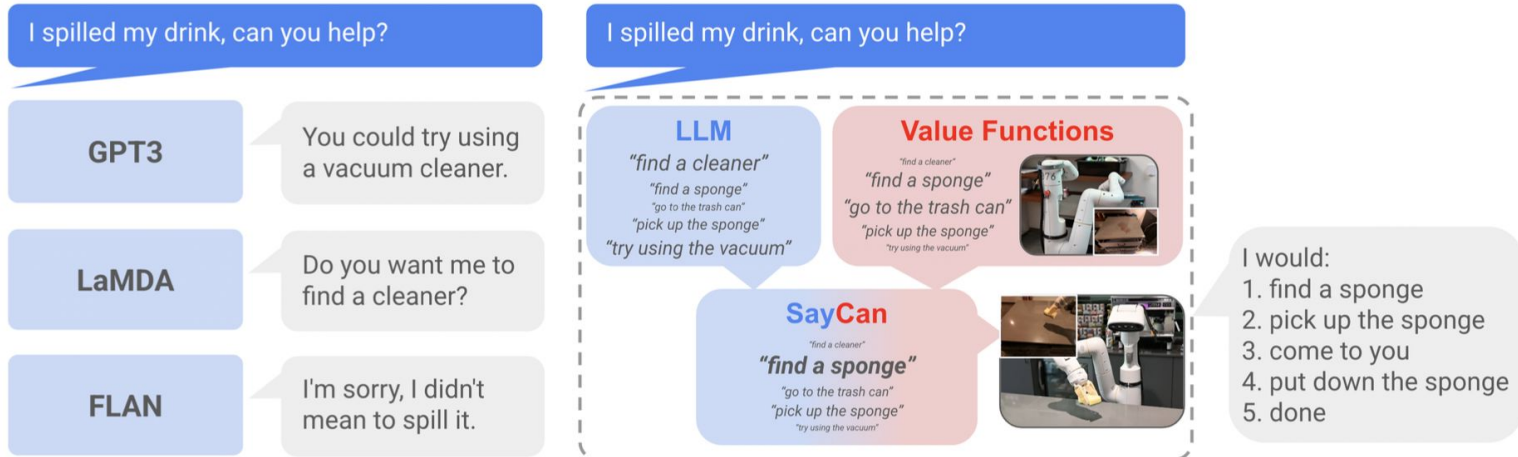 I spilled my drink, can you help?
GPT3
You could try using
a vacuum cleaner.
LaMDA
Do you want me to
find a cleaner?
FLAN
I'm sorry, I didn't
mean to spill it.
I spilled my drink, can you help?
LLM
"find a cleaner"
"find a sponge"
"go to the trash can"
"pick up the sponge"
"try using the vacuum"
Value Functions
"find a cleaner"
"find a sponge"
"go to the trash can"
"pick up the sponge"
"try using the vacuum"
76
SayCan
"find a cleaner"
"find a sponge"
"go to the trash can"
"pick up the sponge"
"try using the vacuum"
I would:
1. find a sponge
2. pick up the sponge
3. come to you
4. put down the sponge
5. done